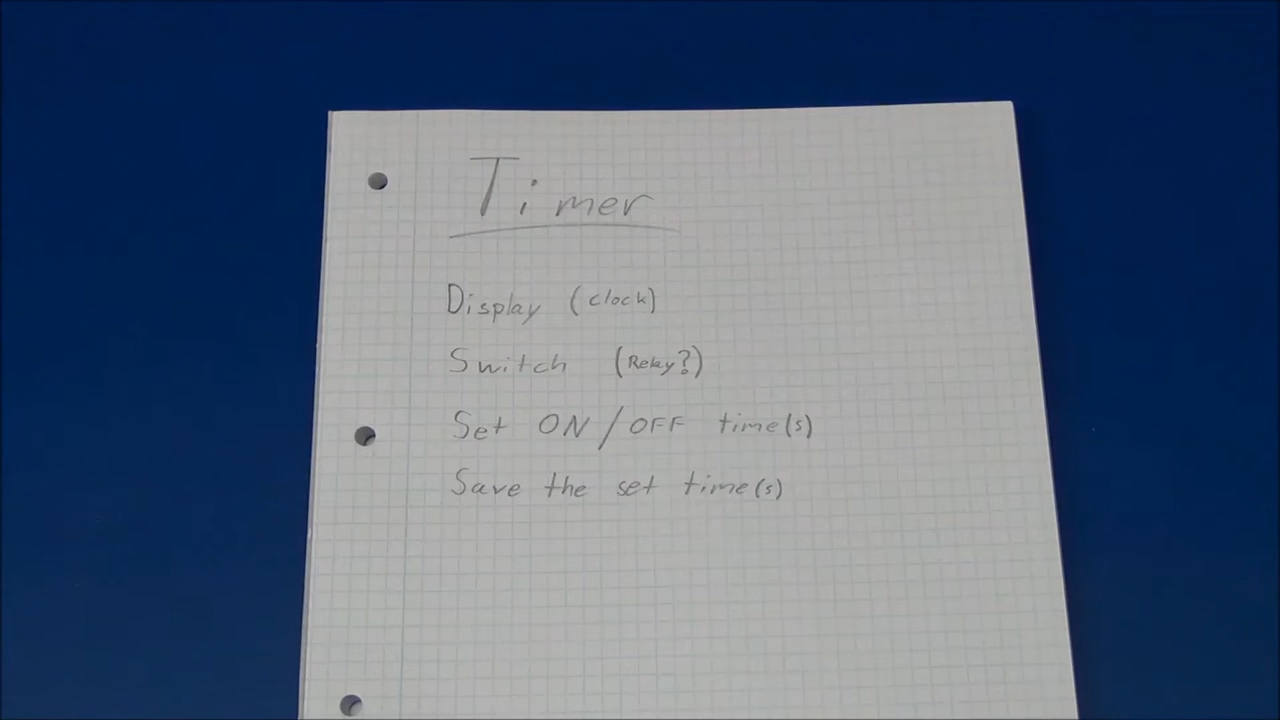 Timer
Display (clock)
Switch (Relay?)
Set ON/OFF time(s)
Save the set time(s)